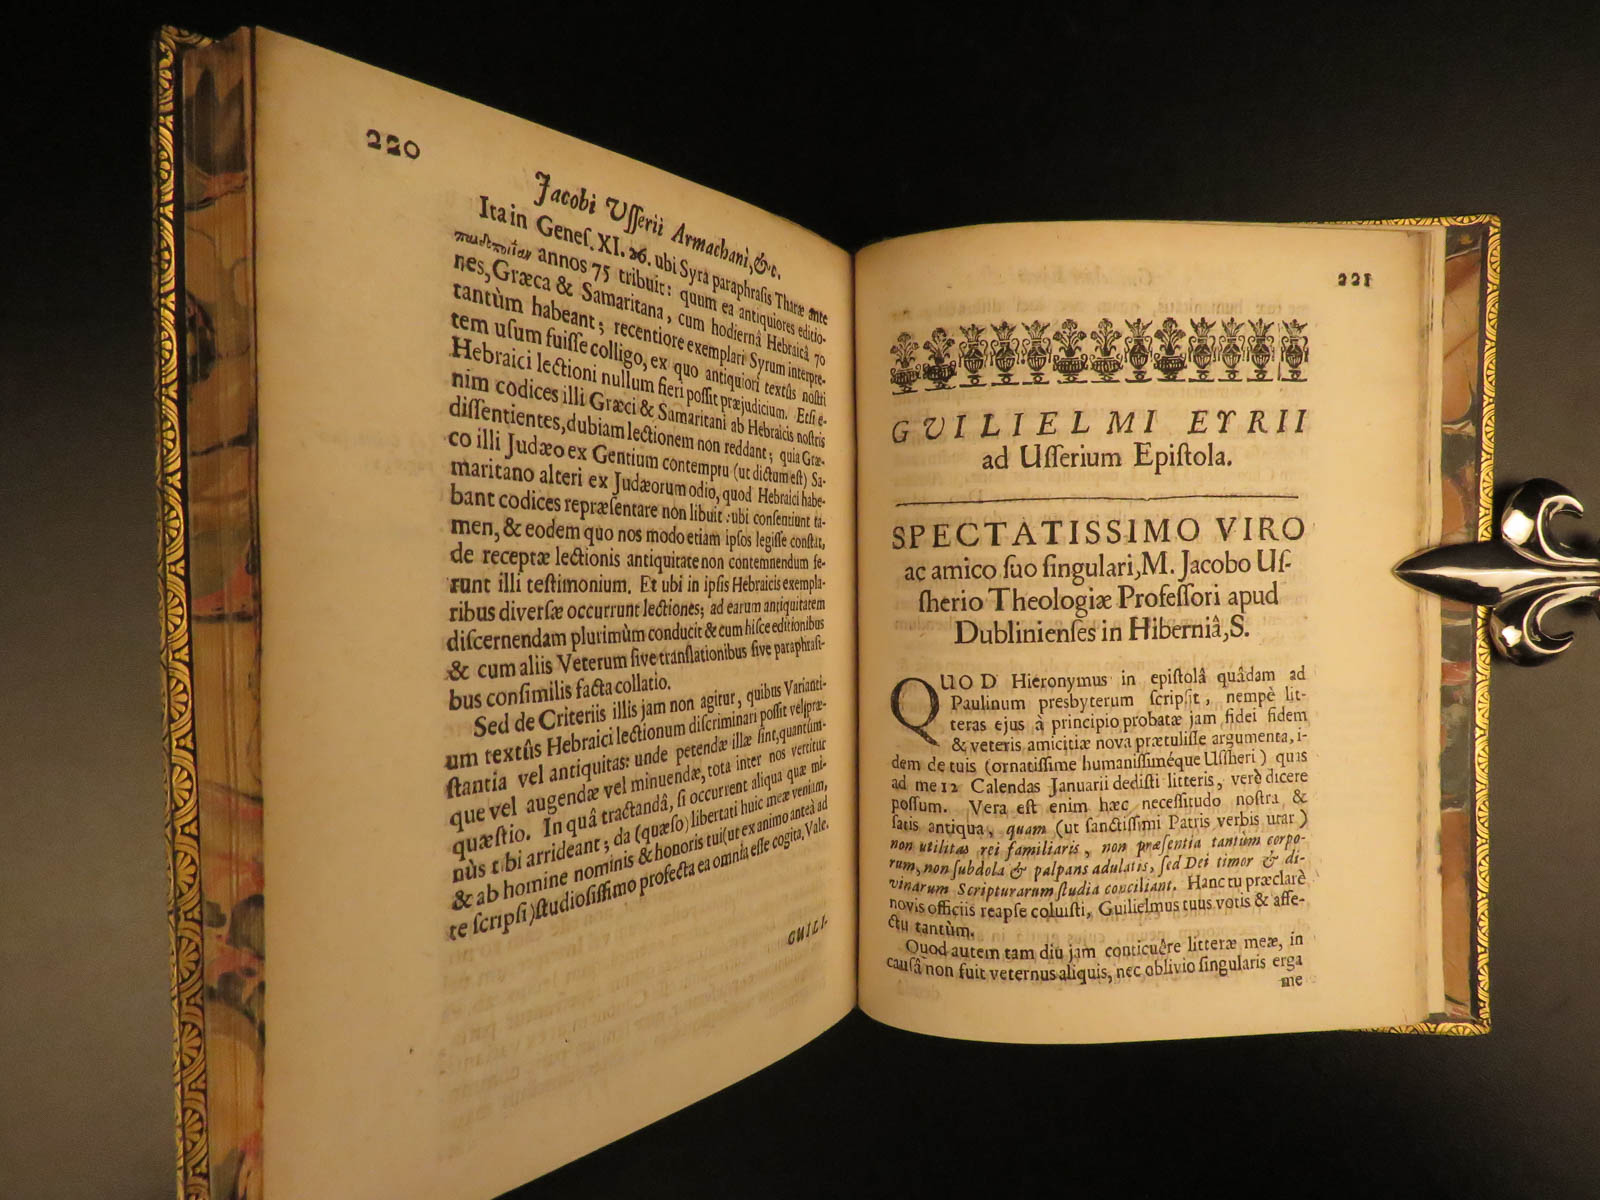 220
Jacobi Uſſerii Armachani, &c.
Ita in Geneſ. XI. 26. ubi Syra paraphraſis Tharæ ante
annos 75 tribuit: quum ea antiquiores editio-
nes, Græca & Samaritana, cum hodiernâ Hebraicâ 70
tantùm habeant; recentiore exemplari Syrum interpre-
tem uſum fuiſſe colligo, ex quo antiquiori textûs noſtri
Hebraici lectioni nullum fieri poſſit præjudicium. Etſi e-
nim codices illi Græci & Samaritani ab Hebraicis noſtris
diſſentientes, dubiam lectionem non reddant; quia Græ-
co illi Judæo ex Gentium contemptu (ut dictum eſt) Sa-
maritano alteri ex Judæorum odio, quod Hebraici habe-
bant codices repræſentare non libuit: ubi conſentiunt ta-
men, & eodem quo nos modo etiam ipſos legiſſe conſtat,
de receptæ lectionis antiquitate non contemnendum fe-
runt illi teſtimonium. Et ubi in ipſis Hebraicis exempla-
ribus diverſæ occurrunt lectiones; ad earum antiquitatem
diſcernendam plurimùm conducit & cum hiſce editionibus
& cum aliis Veterum ſive tranſlationibus ſive paraphraſi-
bus conſimilis facta collatio.
Sed de Criteriis illis jam non agitur, quibus Varianti-
um textûs Hebraici lectionum diſcriminari poſſit vel præ-
ſtantia vel antiquitas: unde petendæ illæ ſint, quantúm-
que vel augendæ vel minuendæ, tota inter nos vertitur
quæſtio. In quâ tractandâ, ſi occurrent aliqua quæ mi-
nùs tibi arrideant; da (quæſo) libertati huic meæ veniam,
& ab homine nominis & honoris tui (ut ex animo anteà ad
te ſcripſi) ſtudioſiſſimo profecta ea omnia eſſe cogita, Vale.
GUILI-
221
GVILIELMI EYRII
ad Uſſerium Epiſtola.
SPECTATISSIMO VIRO
ac amico ſuo ſingulari, M. Jacobo Uſ-
ſherio Theologiæ Profeſſori apud
Dublinienſes in Hiberniâ, S.
QUOD Hieronymus in epiſtolâ quâdam ad
Paulinum presbyterum ſcripſit, nempè lit-
teras ejus à principio probatæ jam fidei fidem
& veteris amicitiæ nova prætuliſſe argumenta, i-
dem de tuis (ornatiſſime humaniſſiméque Uſſheri) quas
ad me 12 Calendas Januarii dediſti litteris, verè dicere
poſſum. Vera eſt enim hæc neceſſitudo noſtra &
ſatis antiqua, quam (ut ſanctiſſimi Patris verbis utar)
non utilitas rei familiaris, non præſentia tantùm corpo-
rum, non ſubdola & palpans adulatio, ſed Dei timor & di-
vinarum Scripturarum ſtudia conciliant. Hanc tu præclarè
novis officiis reapſe coluiſti, Guilielmus tuus votis & affe-
ctu tantùm.
Quod autem tam diu jam conticuêre litteræ meæ, in
cauſâ non fuit veternus aliquis, nec oblivio ſingularis erga
me